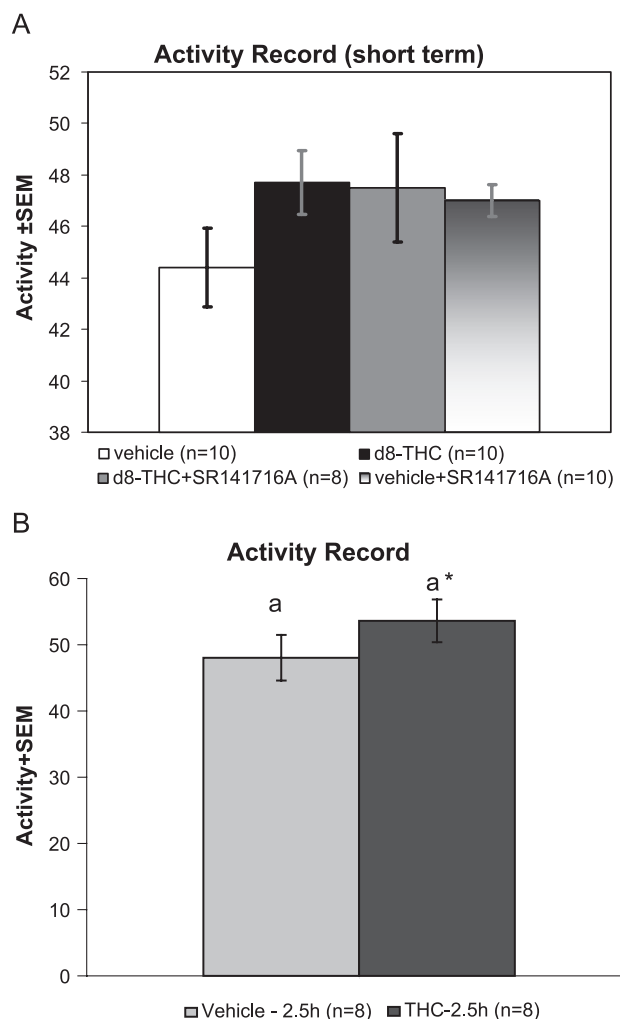 A
Activity Record (short term)
Activity ±SEM
52
50
48
46
44
42
40
38
vehicle (n=10) d8-THC (n=10)
d8-THC+SR141716A (n=8) vehicle+SR141716A (n=10)
B
Activity Record
Activity+SEM
60
50
40
30
20
10
0
a
a*
Vehicle - 2.5h (n=8) THC-2.5h (n=8)